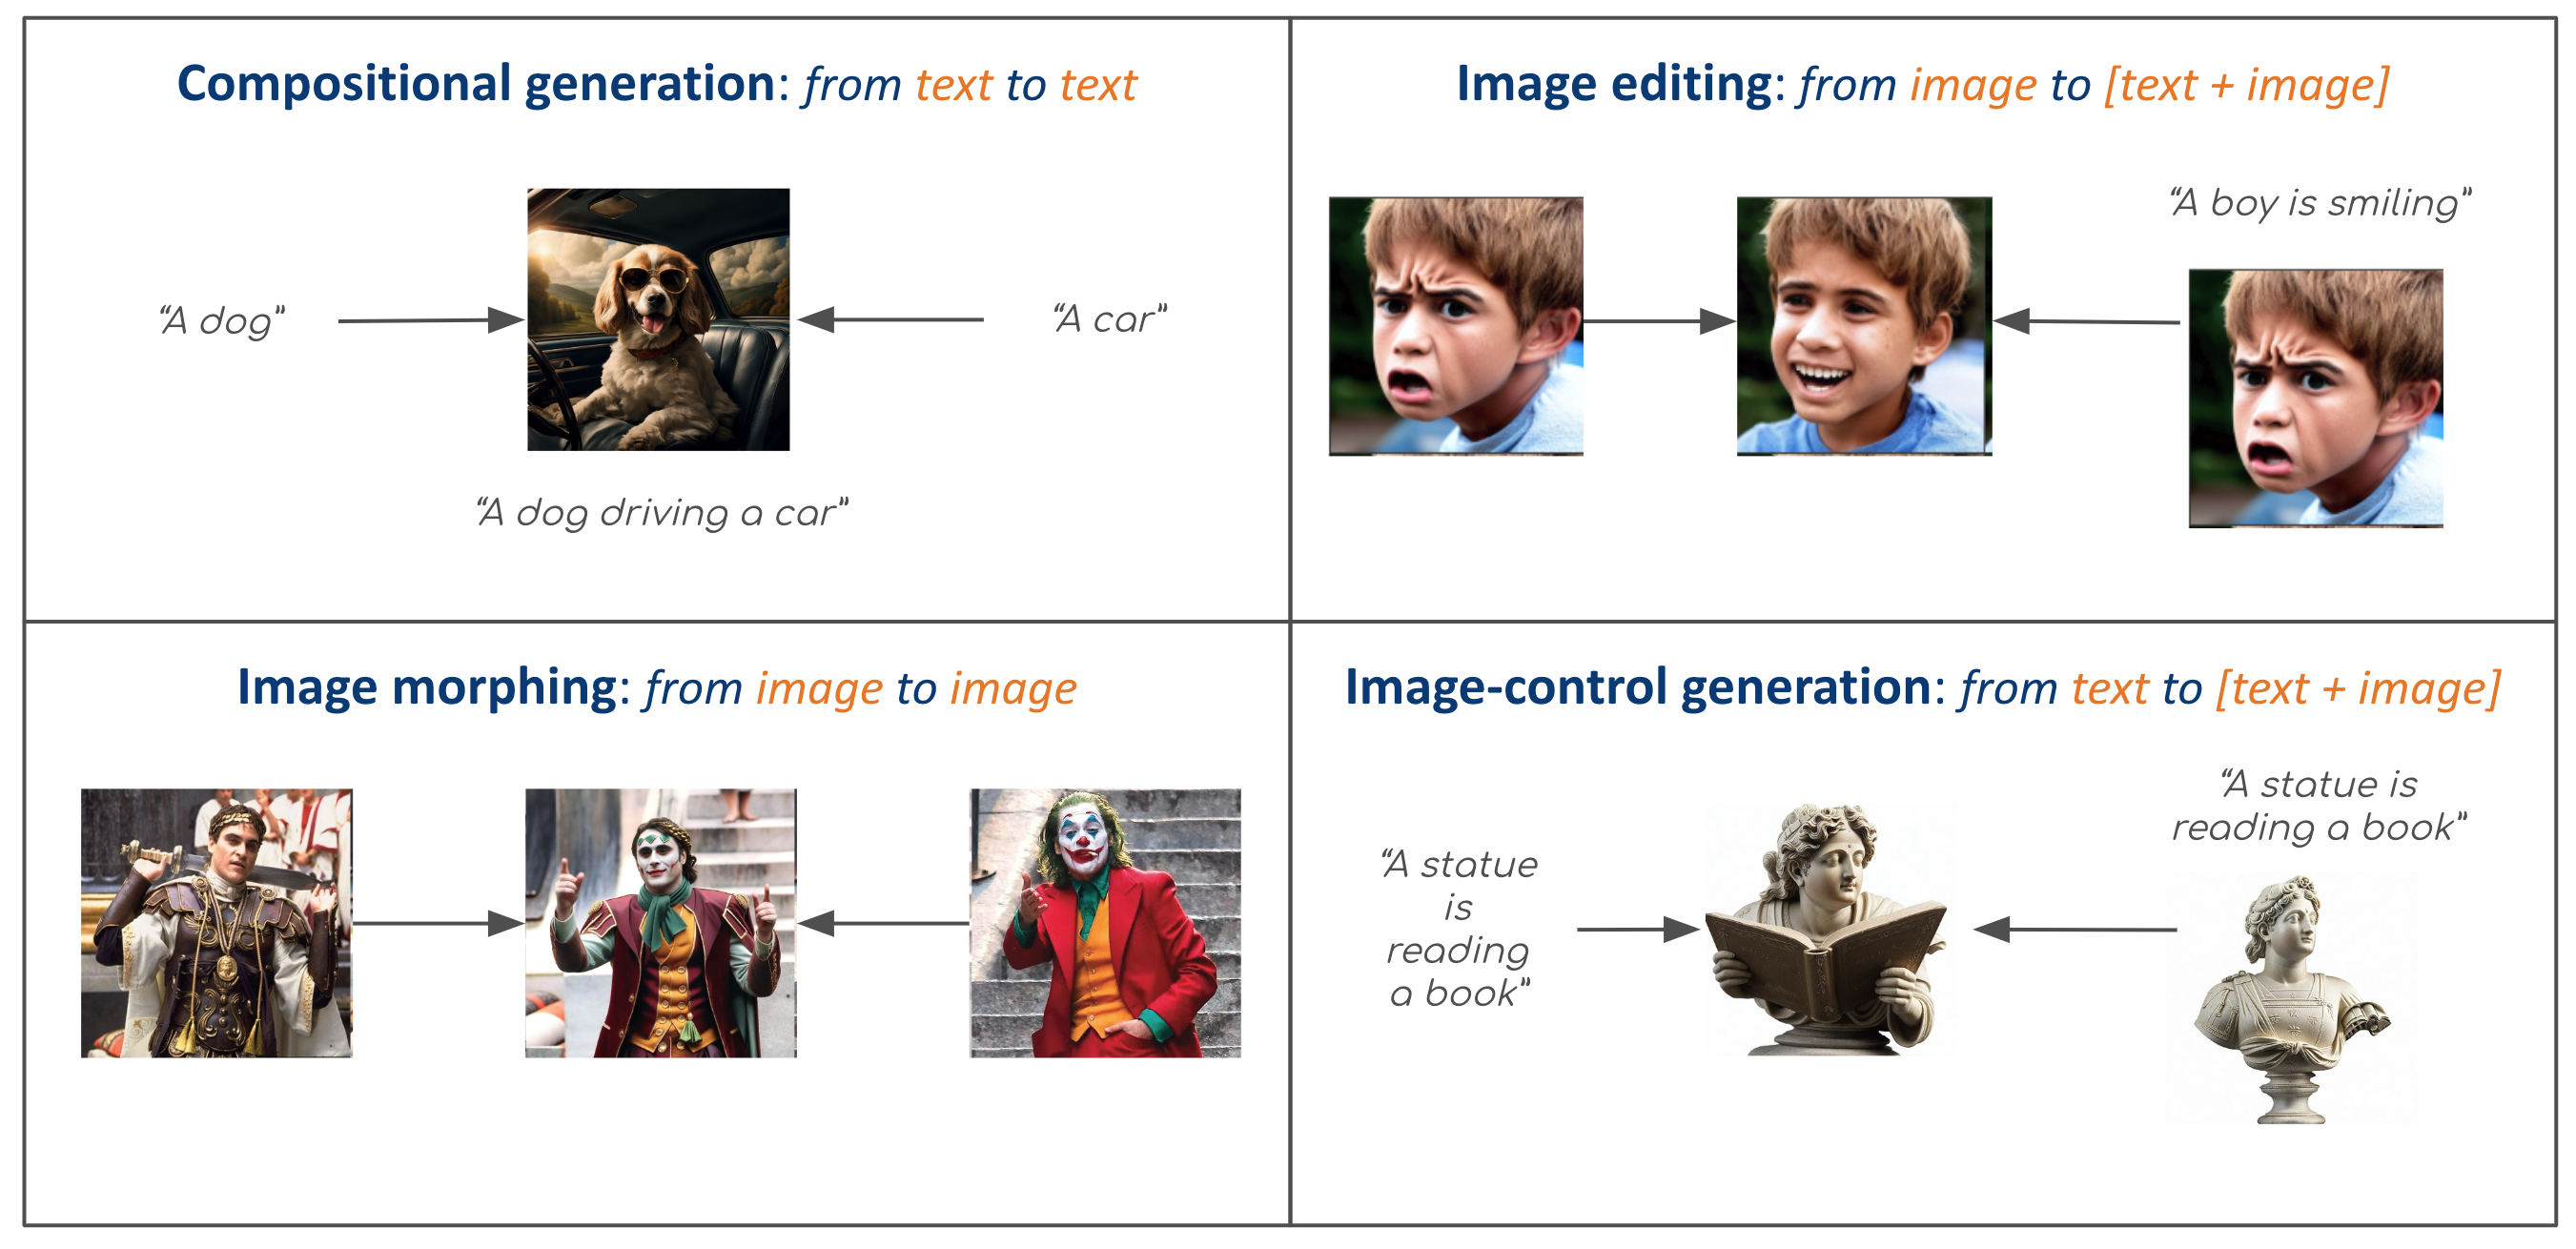 Compositional generation: from text to text
“A dog”
“A car”
“A dog driving a car”
Image editing: from image to [text + image]
“A boy is smiling”
Image morphing: from image to image
Image-control generation: from text to [text + image]
“A statue
is
reading
a book”
“A statue is
reading a book”